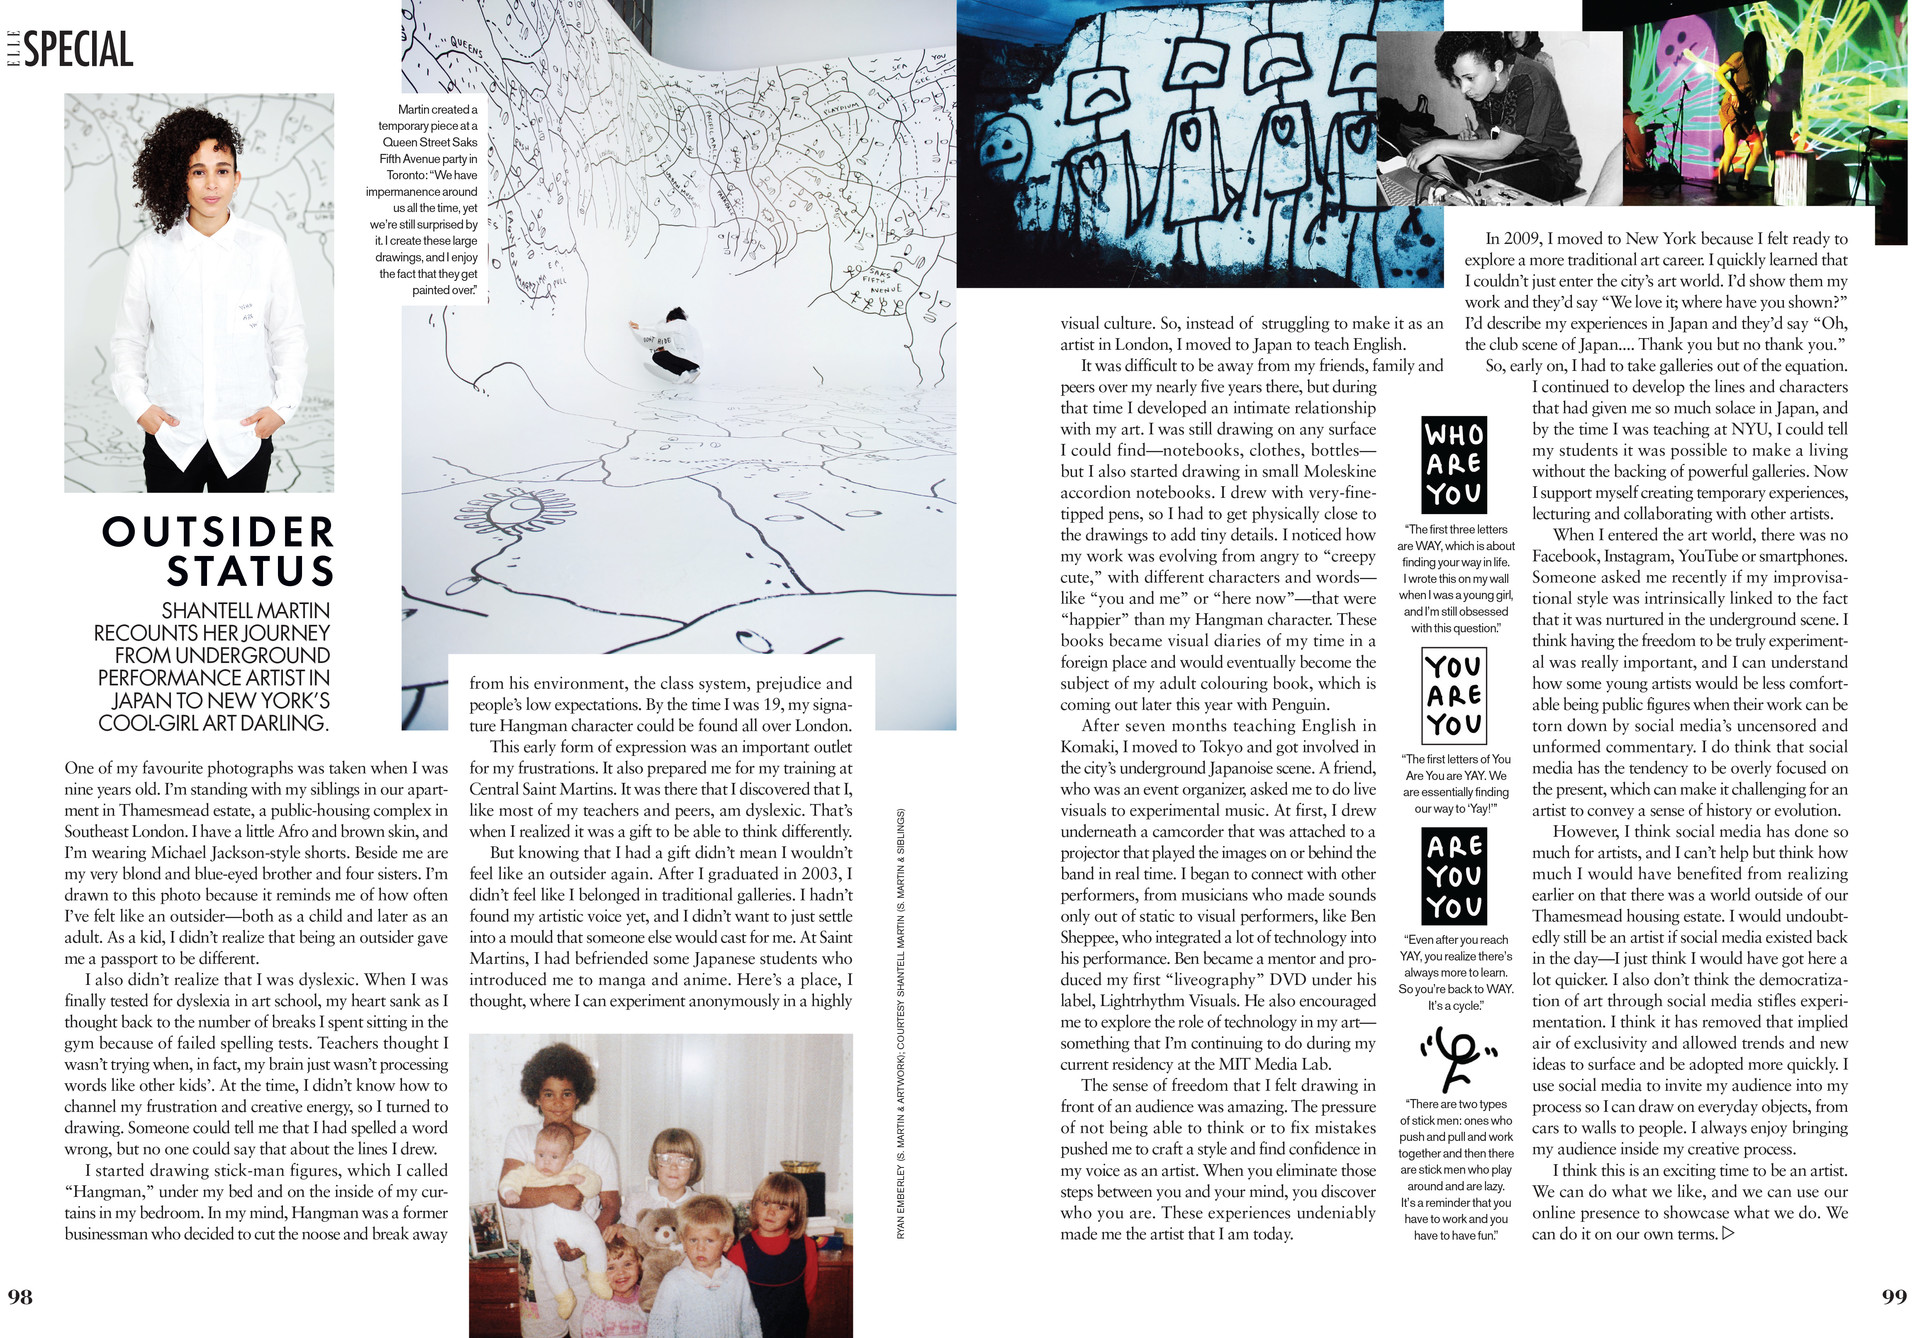 ELLE SPECIAL
Martin created a
temporary piece at a
Queen Street Saks
Fifth Avenue party in
Toronto: “We have
impermanence around
us all the time, yet
we’re still surprised by
it. I create these large
drawings, and I enjoy
the fact that they get
painted over.”
QUEENS
SEA
YOU
SEE
SAKS
FIFTH
AVENUE
DON'T HIDE
YOU
ARE
YOU
OUTSIDER
STATUS
SHANTELL MARTIN
RECOUNTS HER JOURNEY
FROM UNDERGROUND
PERFORMANCE ARTIST IN
JAPAN TO NEW YORK’S
COOL-GIRL ART DARLING.
One of my favourite photographs was taken when I was
nine years old. I’m standing with my siblings in our apart-
ment in Thamesmead estate, a public-housing complex in
Southeast London. I have a little Afro and brown skin, and
I’m wearing Michael Jackson-style shorts. Beside me are
my very blond and blue-eyed brother and four sisters. I’m
drawn to this photo because it reminds me of how often
I’ve felt like an outsider—both as a child and later as an
adult. As a kid, I didn’t realize that being an outsider gave
me a passport to be different.
I also didn’t realize that I was dyslexic. When I was
finally tested for dyslexia in art school, my heart sank as I
thought back to the number of breaks I spent sitting in the
gym because of failed spelling tests. Teachers thought I
wasn’t trying when, in fact, my brain just wasn’t processing
words like other kids’. At the time, I didn’t know how to
channel my frustration and creative energy, so I turned to
drawing. Someone could tell me that I had spelled a word
wrong, but no one could say that about the lines I drew.
I started drawing stick-man figures, which I called
“Hangman,” under my bed and on the inside of my cur-
tains in my bedroom. In my mind, Hangman was a former
businessman who decided to cut the noose and break away
from his environment, the class system, prejudice and
people’s low expectations. By the time I was 19, my signa-
ture Hangman character could be found all over London.
This early form of expression was an important outlet
for my frustrations. It also prepared me for my training at
Central Saint Martins. It was there that I discovered that I,
like most of my teachers and peers, am dyslexic. That’s
when I realized it was a gift to be able to think differently.
But knowing that I had a gift didn’t mean I wouldn’t
feel like an outsider again. After I graduated in 2003, I
didn’t feel like I belonged in traditional galleries. I hadn’t
found my artistic voice yet, and I didn’t want to just settle
into a mould that someone else would cast for me. At Saint
Martins, I had befriended some Japanese students who
introduced me to manga and anime. Here’s a place, I
thought, where I can experiment anonymously in a highly
RYAN EMBERLEY (S. MARTIN & ARTWORK); COURTESY SHANTELL MARTIN (S. MARTIN & SIBLINGS)
98
visual culture. So, instead of struggling to make it as an
artist in London, I moved to Japan to teach English.
It was difficult to be away from my friends, family and
peers over my nearly five years there, but during
that time I developed an intimate relationship
with my art. I was still drawing on any surface
I could find—notebooks, clothes, bottles—
but I also started drawing in small Moleskine
accordion notebooks. I drew with very-fine-
tipped pens, so I had to get physically close to
the drawings to add tiny details. I noticed how
my work was evolving from angry to “creepy
cute,” with different characters and words—
like “you and me” or “here now”—that were
“happier” than my Hangman character. These
books became visual diaries of my time in a
foreign place and would eventually become the
subject of my adult colouring book, which is
coming out later this year with Penguin.
After seven months teaching English in
Komaki, I moved to Tokyo and got involved in
the city’s underground Japanoise scene. A friend,
who was an event organizer, asked me to do live
visuals to experimental music. At first, I drew
underneath a camcorder that was attached to a
projector that played the images on or behind the
band in real time. I began to connect with other
performers, from musicians who made sounds
only out of static to visual performers, like Ben
Sheppee, who integrated a lot of technology into
his performance. Ben became a mentor and pro-
duced my first “liveography” DVD under his
label, Lightrhythm Visuals. He also encouraged
me to explore the role of technology in my art—
something that I’m continuing to do during my
current residency at the MIT Media Lab.
The sense of freedom that I felt drawing in
front of an audience was amazing. The pressure
of not being able to think or to fix mistakes
pushed me to craft a style and find confidence in
my voice as an artist. When you eliminate those
steps between you and your mind, you discover
who you are. These experiences undeniably
made me the artist that I am today.
WHO
ARE
YOU
“The first three letters
are WAY, which is about
finding your way in life.
I wrote this on my wall
when I was a young girl,
and I’m still obsessed
with this question.”
YOU
ARE
YOU
“The first letters of You
Are You are YAY. We
are essentially finding
our way to ‘Yay!’”
ARE
YOU
YOU
“Even after you reach
YAY, you realize there’s
always more to learn.
So you’re back to WAY.
It’s a cycle.”
“There are two types
of stick men: ones who
push and pull and work
together and then there
are stick men who play
around and are lazy.
It’s a reminder that you
have to work and you
have to have fun.”
In 2009, I moved to New York because I felt ready to
explore a more traditional art career. I quickly learned that
I couldn’t just enter the city’s art world. I’d show them my
work and they’d say “We love it; where have you shown?”
I’d describe my experiences in Japan and they’d say “Oh,
the club scene of Japan.... Thank you but no thank you.”
So, early on, I had to take galleries out of the equation.
I continued to develop the lines and characters
that had given me so much solace in Japan, and
by the time I was teaching at NYU, I could tell
my students it was possible to make a living
without the backing of powerful galleries. Now
I support myself creating temporary experiences,
lecturing and collaborating with other artists.
When I entered the art world, there was no
Facebook, Instagram, YouTube or smartphones.
Someone asked me recently if my improvisa-
tional style was intrinsically linked to the fact
that it was nurtured in the underground scene. I
think having the freedom to be truly experiment-
al was really important, and I can understand
how some young artists would be less comfort-
able being public figures when their work can be
torn down by social media’s uncensored and
unformed commentary. I do think that social
media has the tendency to be overly focused on
the present, which can make it challenging for an
artist to convey a sense of history or evolution.
However, I think social media has done so
much for artists, and I can’t help but think how
much I would have benefited from realizing
earlier on that there was a world outside of our
Thamesmead housing estate. I would undoubt-
edly still be an artist if social media existed back
in the day—I just think I would have got here a
lot quicker. I also don’t think the democratiza-
tion of art through social media stifles experi-
mentation. I think it has removed that implied
air of exclusivity and allowed trends and new
ideas to surface and be adopted more quickly. I
use social media to invite my audience into my
process so I can draw on everyday objects, from
cars to walls to people. I always enjoy bringing
my audience inside my creative process.
I think this is an exciting time to be an artist.
We can do what we like, and we can use our
online presence to showcase what we do. We
can do it on our own terms.
99